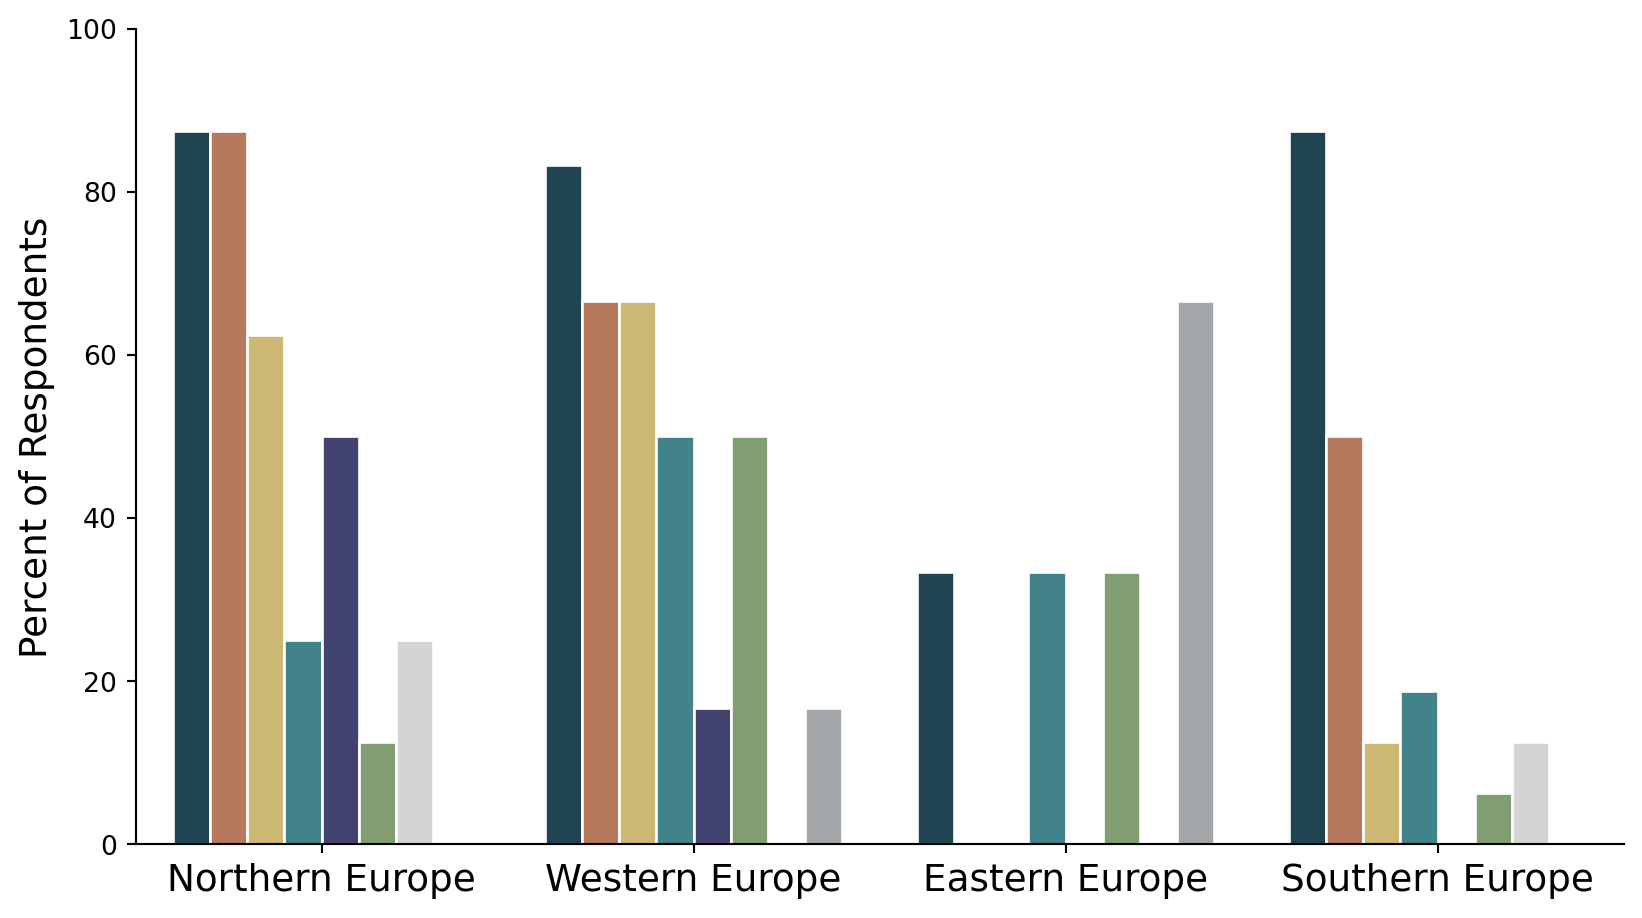 Percent of Respondents
100
80
60
40
20
0
Northern Europe
Western Europe
Eastern Europe
Southern Europe